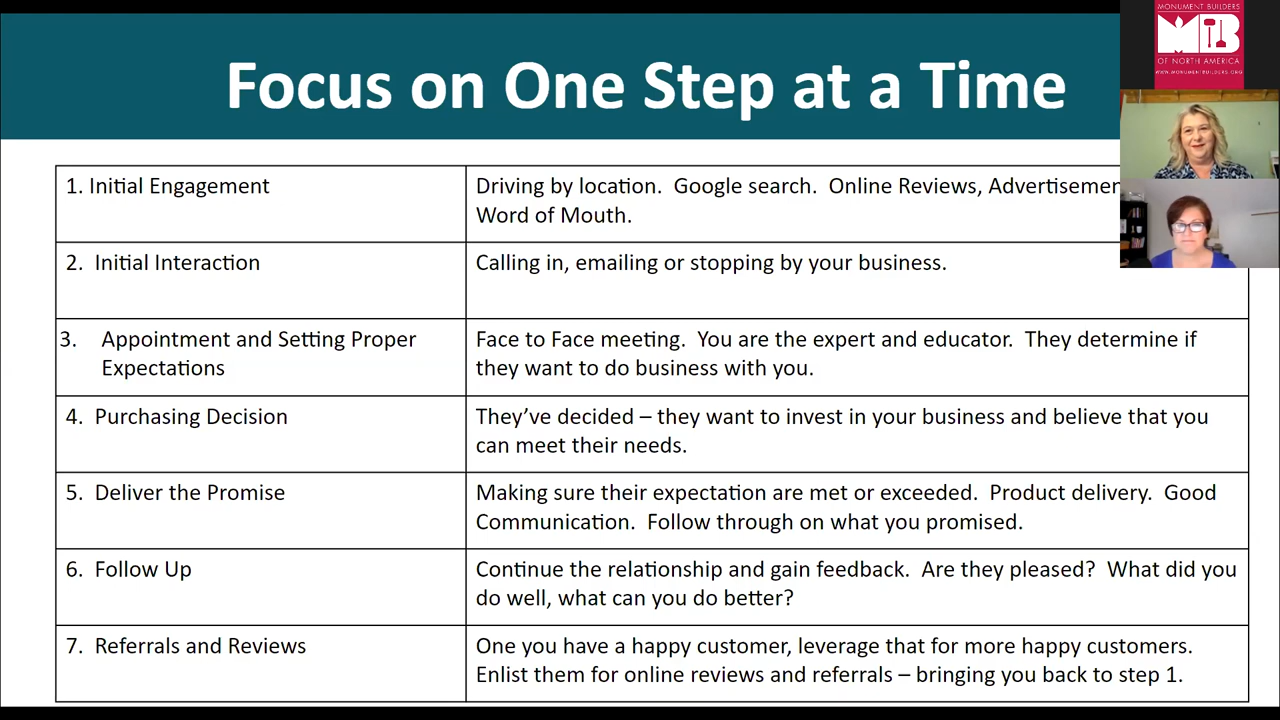 Focus on One Step at a Time
MONUMENT BUILDERS
MIB
OF NORTH AMERICA
WWW.MONUMENTBUILDERS.ORG
1. Initial Engagement
Driving by location. Google search. Online Reviews,
Word of Mouth.
2. Initial Interaction
Calling in, emailing or stopping by your business.
3. Appointment and Setting Proper
Expectations
Face to Face meeting. You are the expert and educator. They determine if
they want to do business with you.
4. Purchasing Decision
They’ve decided – they want to invest in your business and believe that you
can meet their needs.
5. Deliver the Promise
Making sure their expectation are met or exceeded. Product delivery. Good
Communication. Follow through on what you promised.
6. Follow Up
Continue the relationship and gain feedback. Are they pleased? What did you
do well, what can you do better?
7. Referrals and Reviews
One you have a happy customer, leverage that for more happy customers.
Enlist them for online reviews and referrals – bringing you back to step 1.